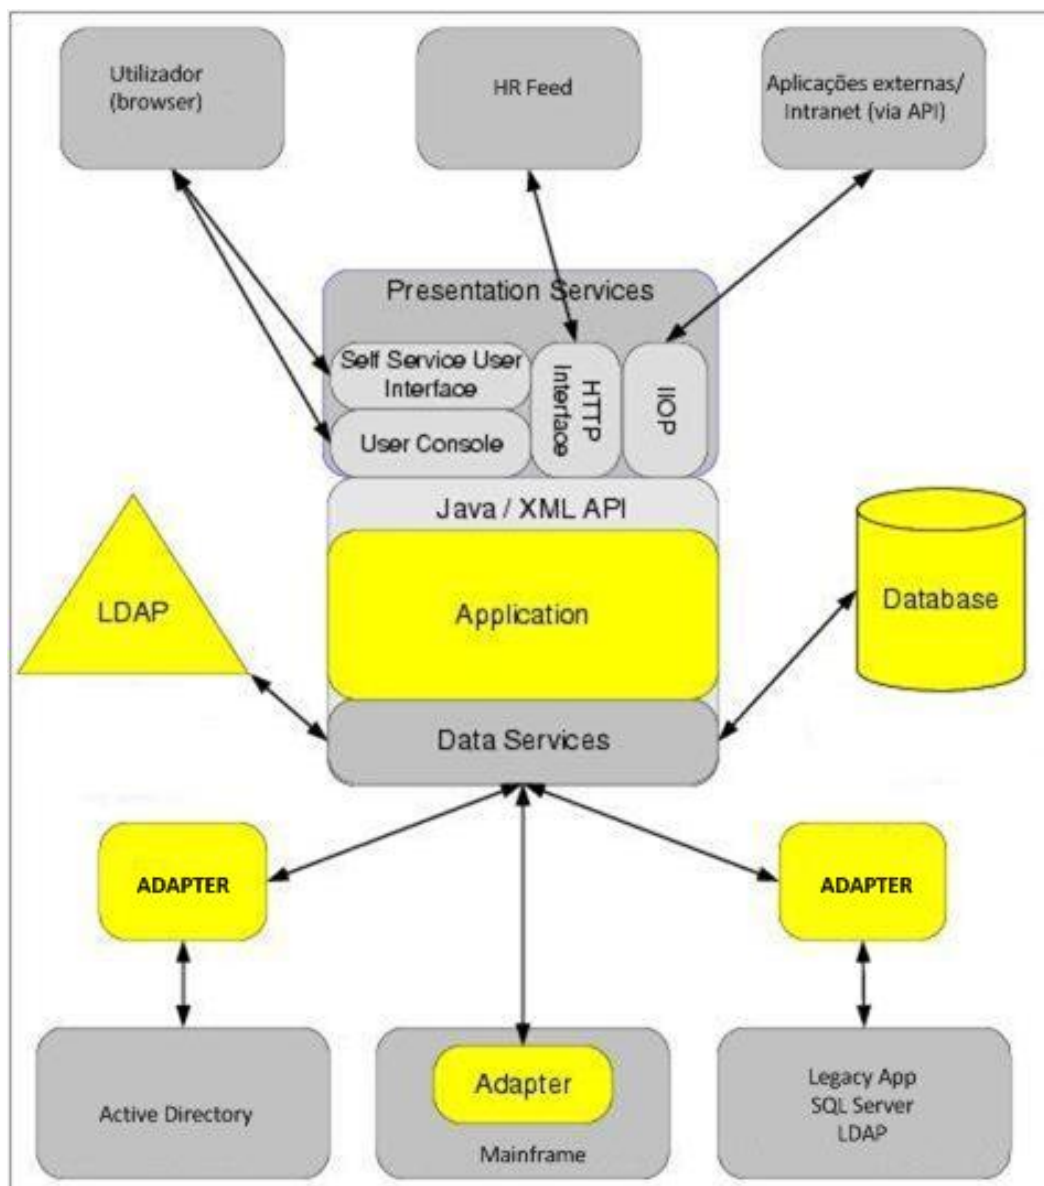 Utilizador
(browser)
HR Feed
Aplicações externas/
Intranet (via API)
Presentation Services
Self Service User
Interface
User Console
HTTP
Interface
IIOP
Java / XML API
LDAP
Application
Database
Data Services
ADAPTER
ADAPTER
Active Directory
Adapter
Mainframe
Legacy App
SQL Server
LDAP